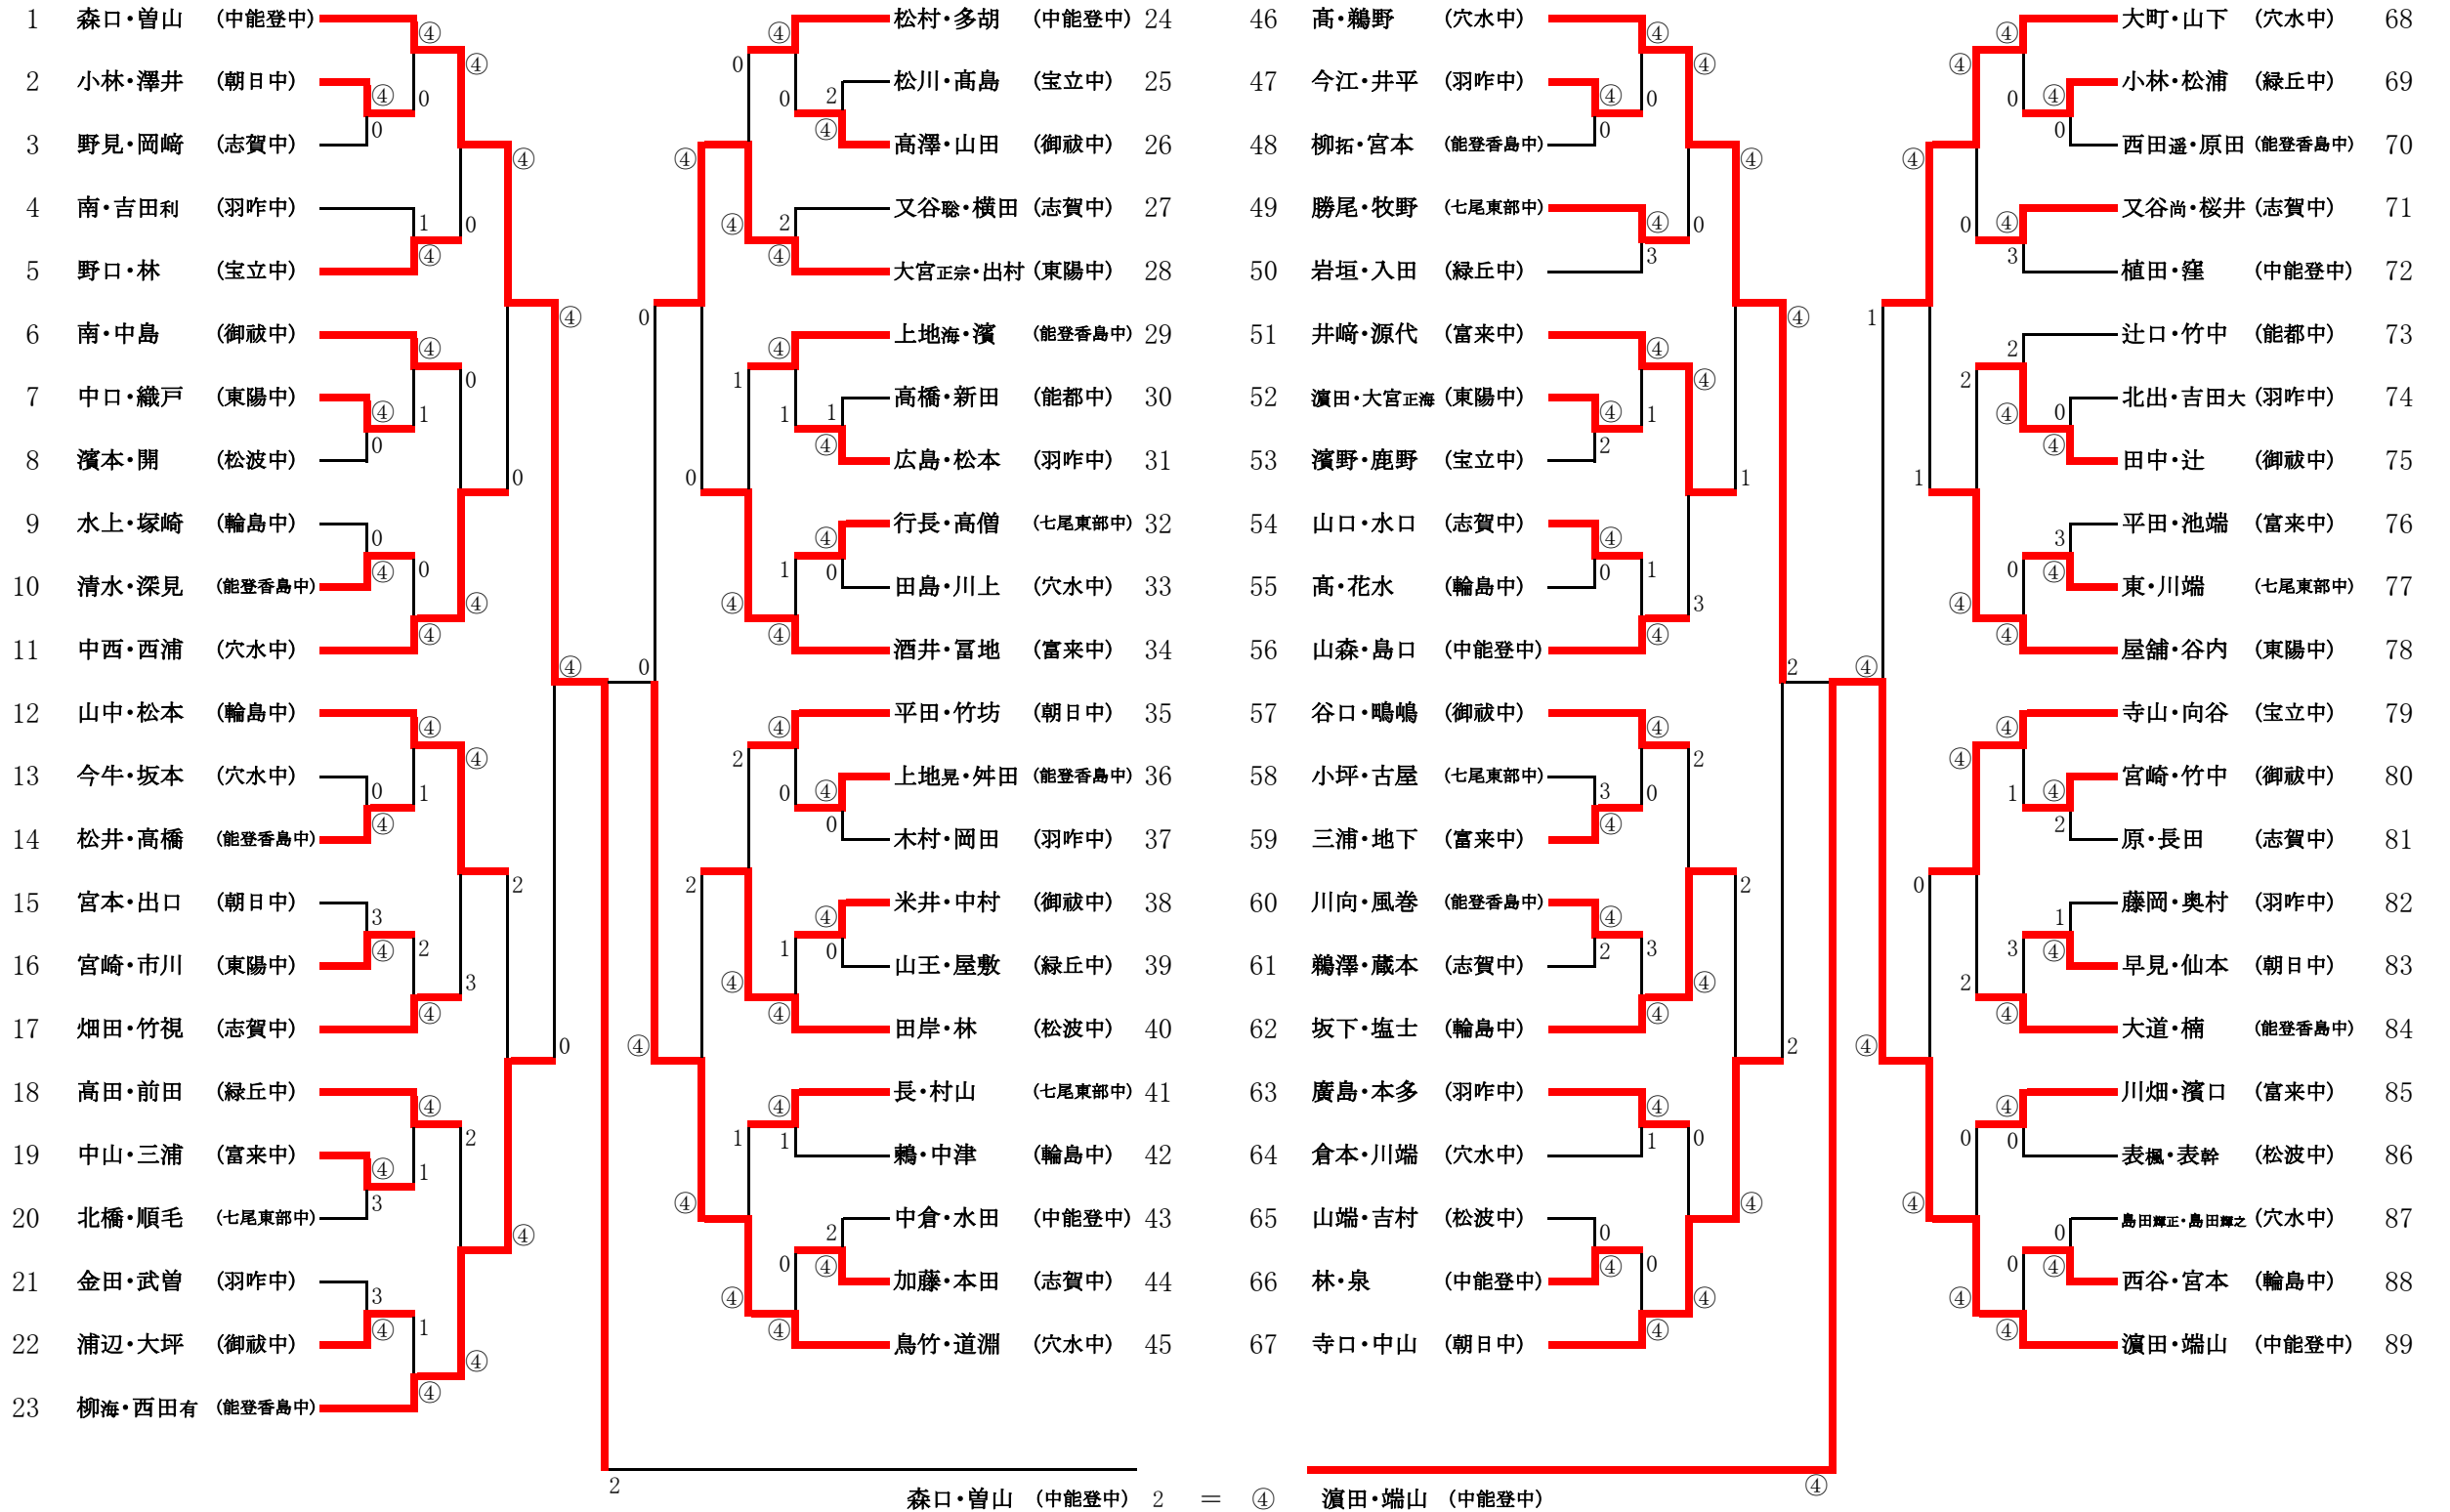 1 森口・曽山 (中能登中)
2 小林・澤井 (朝日中)
3 野見・岡﨑 (志賀中)
4 南・吉田利 (羽咋中)
5 野口・林 (宝立中)
6 南・中島 (御祓中)
7 中口・織戸 (東陽中)
8 濱本・開 (松波中)
9 水上・塚崎 (輪島中)
10 清水・深見 (能登香島中)
11 中西・西浦 (穴水中)
12 山中・松本 (輪島中)
13 今牛・坂本 (穴水中)
14 松井・高橋 (能登香島中)
15 宮本・出口 (朝日中)
16 宮崎・市川 (東陽中)
17 畑田・竹視 (志賀中)
18 高田・前田 (緑丘中)
19 中山・三浦 (富来中)
20 北橋・順毛 (七尾東部中)
21 金田・武曽 (羽咋中)
22 浦辺・大坪 (御祓中)
23 柳海・西田有 (能登香島中)
松村・多胡 (中能登中) 24
松川・髙島 (宝立中) 25
高澤・山田 (御祓中) 26
又谷聡・横田 (志賀中) 27
大宮正宗・出村 (東陽中) 28
上地海・濱 (能登香島中) 29
高橋・新田 (能都中) 30
広島・松本 (羽咋中) 31
行長・高僧 (七尾東部中) 32
田島・川上 (穴水中) 33
酒井・冨地 (富来中) 34
平田・竹坊 (朝日中) 35
上地晃・舛田 (能登香島中) 36
木村・岡田 (羽咋中) 37
米井・中村 (御祓中) 38
山王・屋敷 (緑丘中) 39
田岸・林 (松波中) 40
長・村山 (七尾東部中) 41
鶫・中津 (輪島中) 42
中倉・水田 (中能登中) 43
加藤・本田 (志賀中) 44
鳥竹・道淵 (穴水中) 45
46 髙・鵜野 (穴水中)
47 今江・井平 (羽咋中)
48 柳拓・宮本 (能登香島中)
49 勝尾・牧野 (七尾東部中)
50 岩垣・入田 (緑丘中)
51 井﨑・源代 (富来中)
52 濵田・大宮正海 (東陽中)
53 濱野・鹿野 (宝立中)
54 山口・水口 (志賀中)
55 髙・花水 (輪島中)
56 山森・島口 (中能登中)
57 谷口・鴫嶋 (御祓中)
58 小坪・古屋 (七尾東部中)
59 三浦・地下 (富来中)
60 川向・風巻 (能登香島中)
61 鵜澤・蔵本 (志賀中)
62 坂下・塩士 (輪島中)
63 廣島・本多 (羽咋中)
64 倉本・川端 (穴水中)
65 山端・吉村 (松波中)
66 林・泉 (中能登中)
67 寺口・中山 (朝日中)
大町・山下 (穴水中) 68
小林・松浦 (緑丘中) 69
西田遥・原田 (能登香島中) 70
又谷尚・桜井 (志賀中) 71
植田・窪 (中能登中) 72
辻口・竹中 (能都中) 73
北出・吉田大 (羽咋中) 74
田中・辻 (御祓中) 75
平田・池端 (富来中) 76
東・川端 (七尾東部中) 77
屋舗・谷内 (東陽中) 78
寺山・向谷 (宝立中) 79
宮崎・竹中 (御祓中) 80
原・長田 (志賀中) 81
藤岡・奥村 (羽咋中) 82
早見・仙本 (朝日中) 83
大道・楠 (能登香島中) 84
川畑・濱口 (富来中) 85
表楓・表幹 (松波中) 86
島田輝正・島田輝之 (穴水中) 87
西谷・宮本 (輪島中) 88
濵田・端山 (中能登中) 89
2
④
森口・曽山 (中能登中) 2 = ④ 濵田・端山 (中能登中)